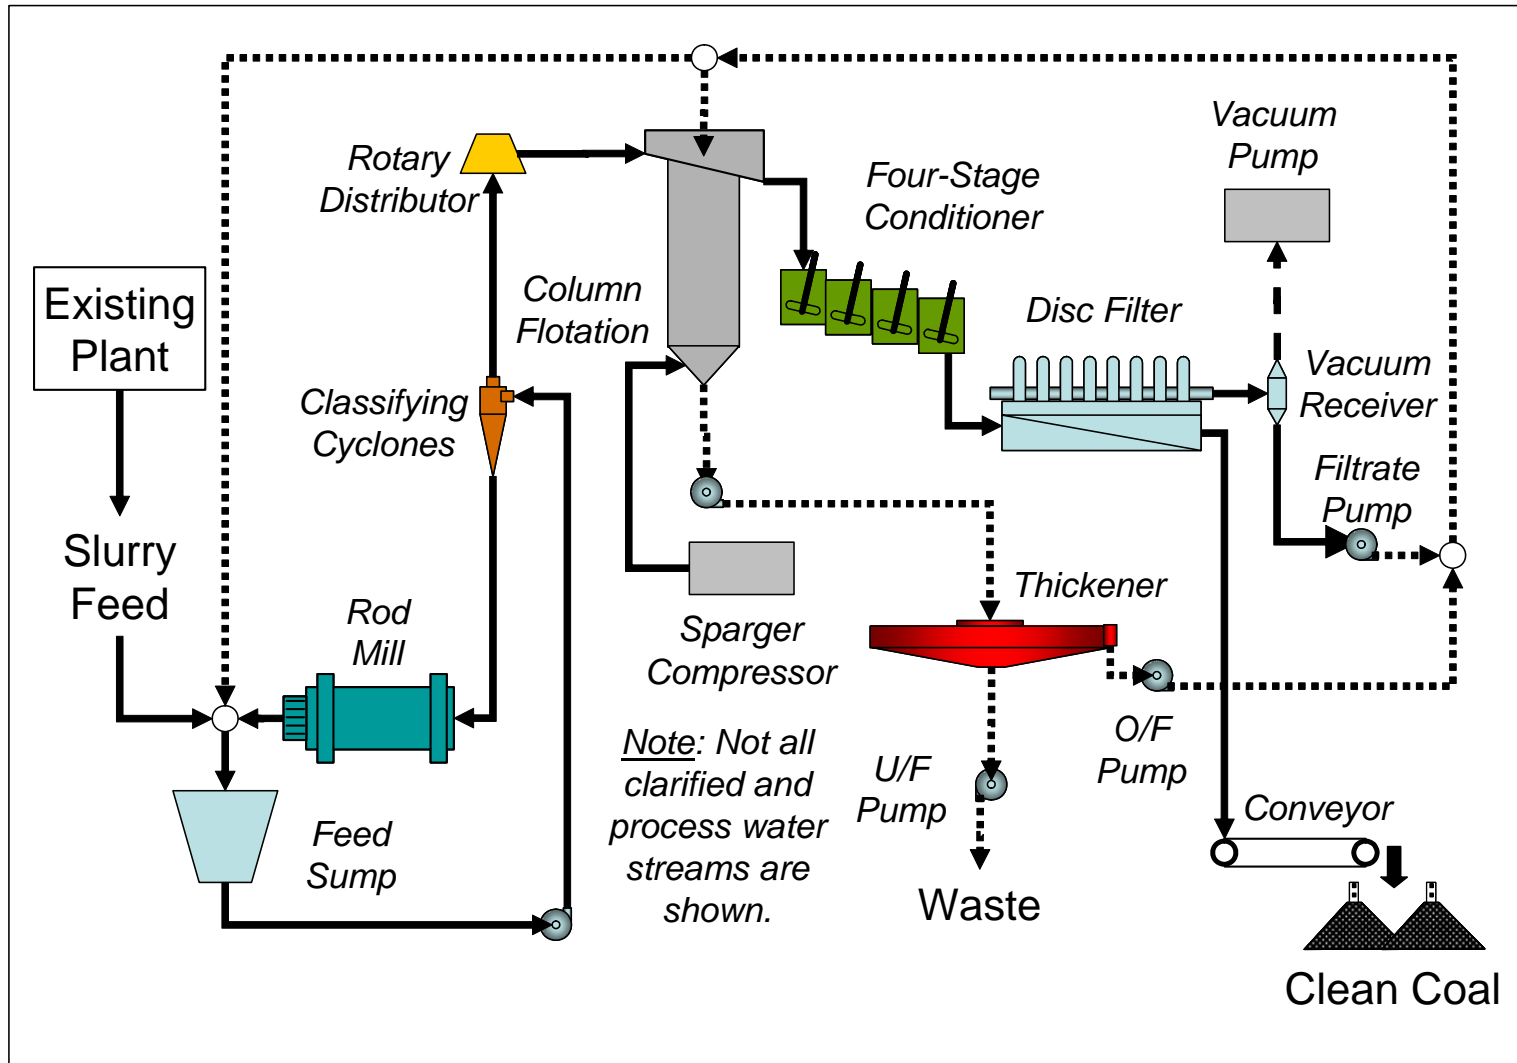 Vacuum
Pump
Rotary
Distributor
Four-Stage
Conditioner
Existing
Plant
Column
Flotation
Disc Filter
Classifying
Cyclones
Vacuum
Receiver
Filtrate
Pump
Slurry
Feed
Rod
Mill
Sparger
Compressor
Thickener
O/F
Pump
U/F
Pump
Note: Not all
clarified and
process water
streams are
shown.
Feed
Sump
Conveyor
Waste
Clean Coal